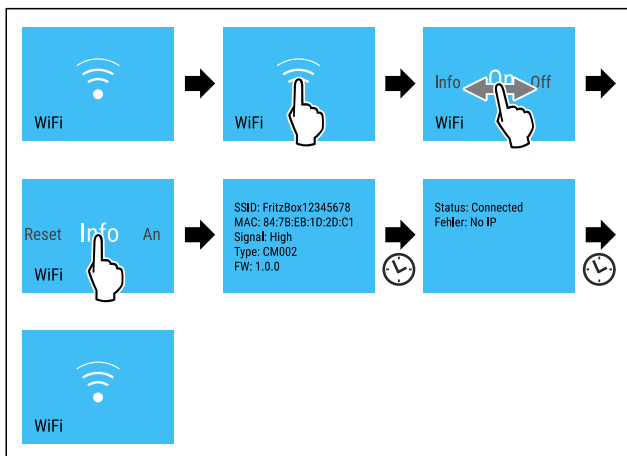 WiFi
WiFi
Info On Off
WiFi
Reset Info An
WiFi
SSID: FritzBox12345678
MAC: 84:7B:EB:1D:2D:C1
Signal: High
Type: CM002
FW: 1.0.0
Status: Connected
Fehler: No IP
WiFi